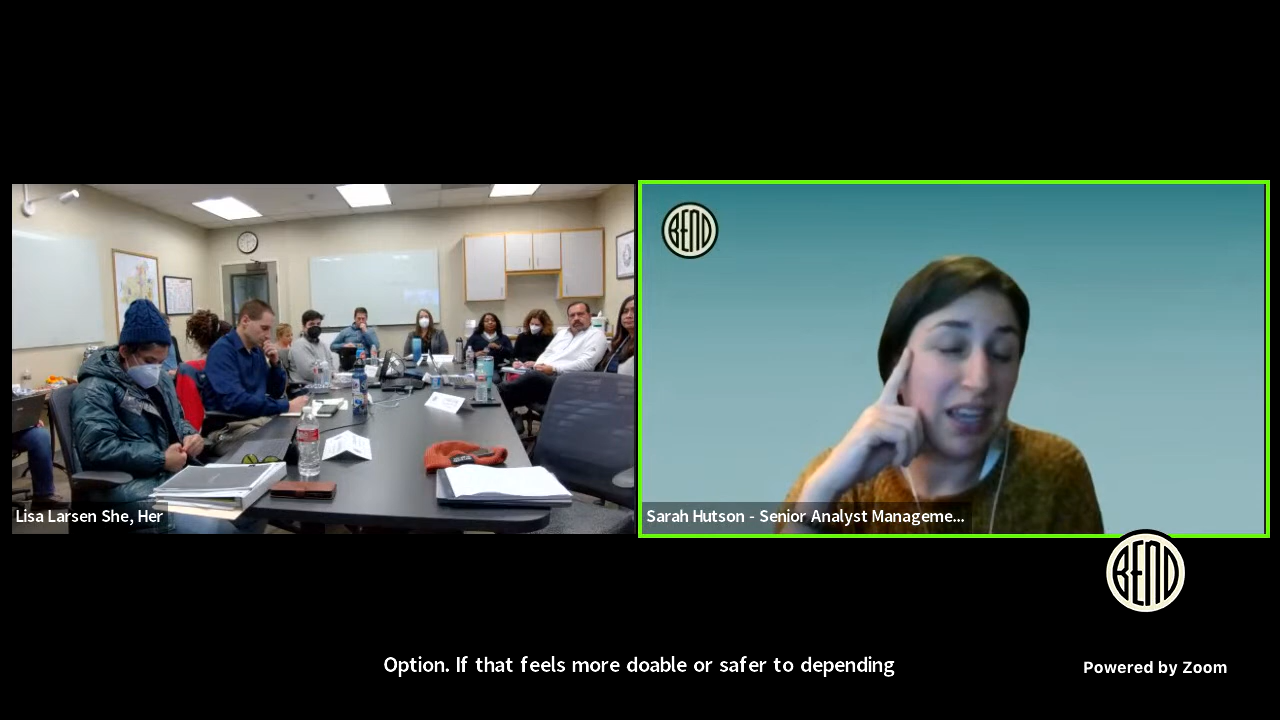 BEND
Lisa Larsen She, Her
Sarah Hutson - Senior Analyst Manageme...
BEND
Option. If that feels more doable or safer to depending
Powered by Zoom